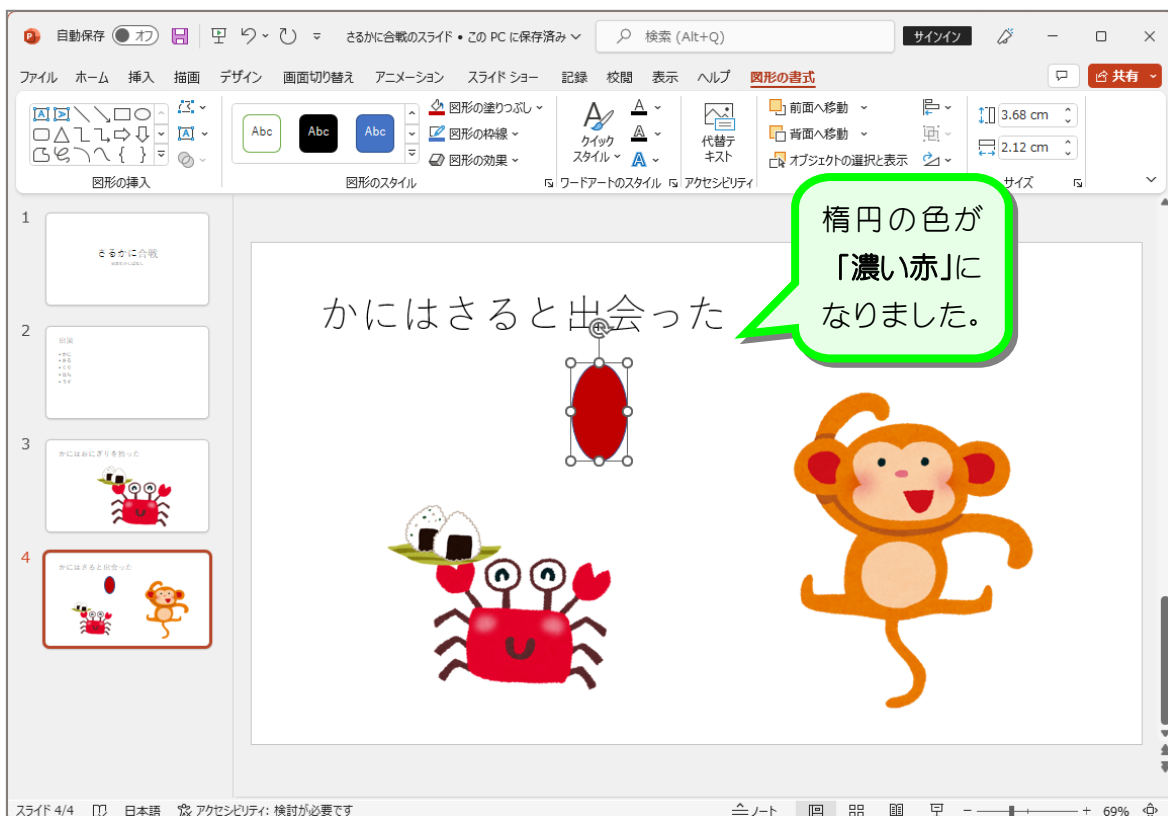 自動保存 オフ さるかに合戦のスライド • この PC に保存済み 検索 (Alt+Q) サインイン
ファイル ホーム 挿入 描画 デザイン 画面切り替え アニメーション スライド ショー 記録 校閲 表示 ヘルプ 図形の書式 共有
Abc Abc Abc
図形の塗りつぶし
図形の枠線
図形の効果
クイック
スタイル
代替テ
キスト
前面へ移動
背面へ移動
オブジェクトの選択と表示
3.68 cm
2.12 cm
図形の挿入 図形のスタイル ワードアートのスタイル アクセシビリティ サイズ
楕円の色が
「濃い赤」に
なりました。
1
さるかに合戦
2
3
かにはおにぎりを拾った
4
かにはさると出会った
かにはさると出会った
スライド 4/4 日本語 アクセシビリティ: 検討が必要です ノート 69%